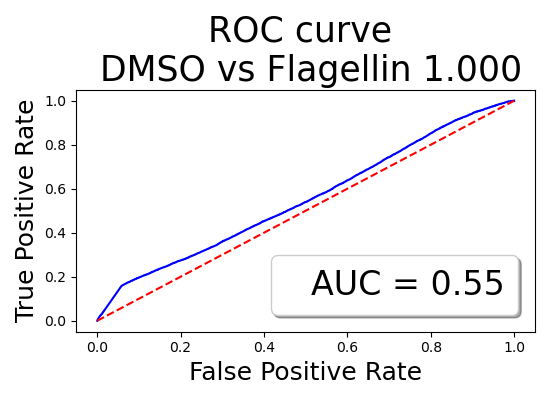 ROC curve
DMSO vs Flagellin 1.000
True Positive Rate
1.0
0.8
0.6
0.4
0.2
0.0
AUC = 0.55
0.0 0.2 0.4 0.6 0.8 1.0
False Positive Rate